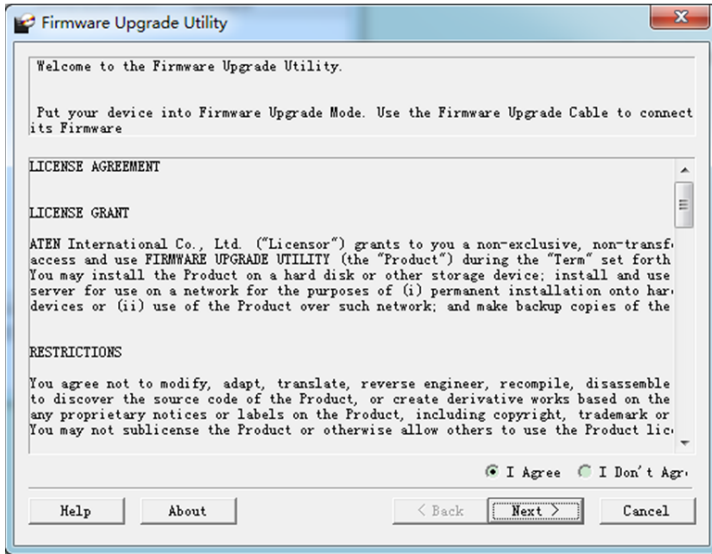 Firmware Upgrade Utility
Welcome to the Firmware Upgrade Utility.
Put your device into Firmware Upgrade Mode. Use the Firmware Upgrade Cable to connect
its Firmware
LICENSE AGREEMENT
LICENSE GRANT
ATEN International Co., Ltd. ("Licensor") grants to you a non-exclusive,
access and use FIRMWARE UPGRADE UTILITY (the "Product") during the "Term" set forth
You may install the Product on a hard disk or other storage device; install and use
server for use on a network for the purposes of (i) permanent installation onto
devices or (ii) use of the Product over such network; and make backup copies of the
RESTRICTIONS
You agree not to modify, adapt, translate, reverse engineer, recompile, disassemble
to discover the source code of the Product, or create derivative works based on the
any proprietary notices or labels on the Product, including copyright, trademark or
You may not sublicense the Product or otherwise allow others to use the Product
I Agree I Don't
Help About < Back Next > Cancel